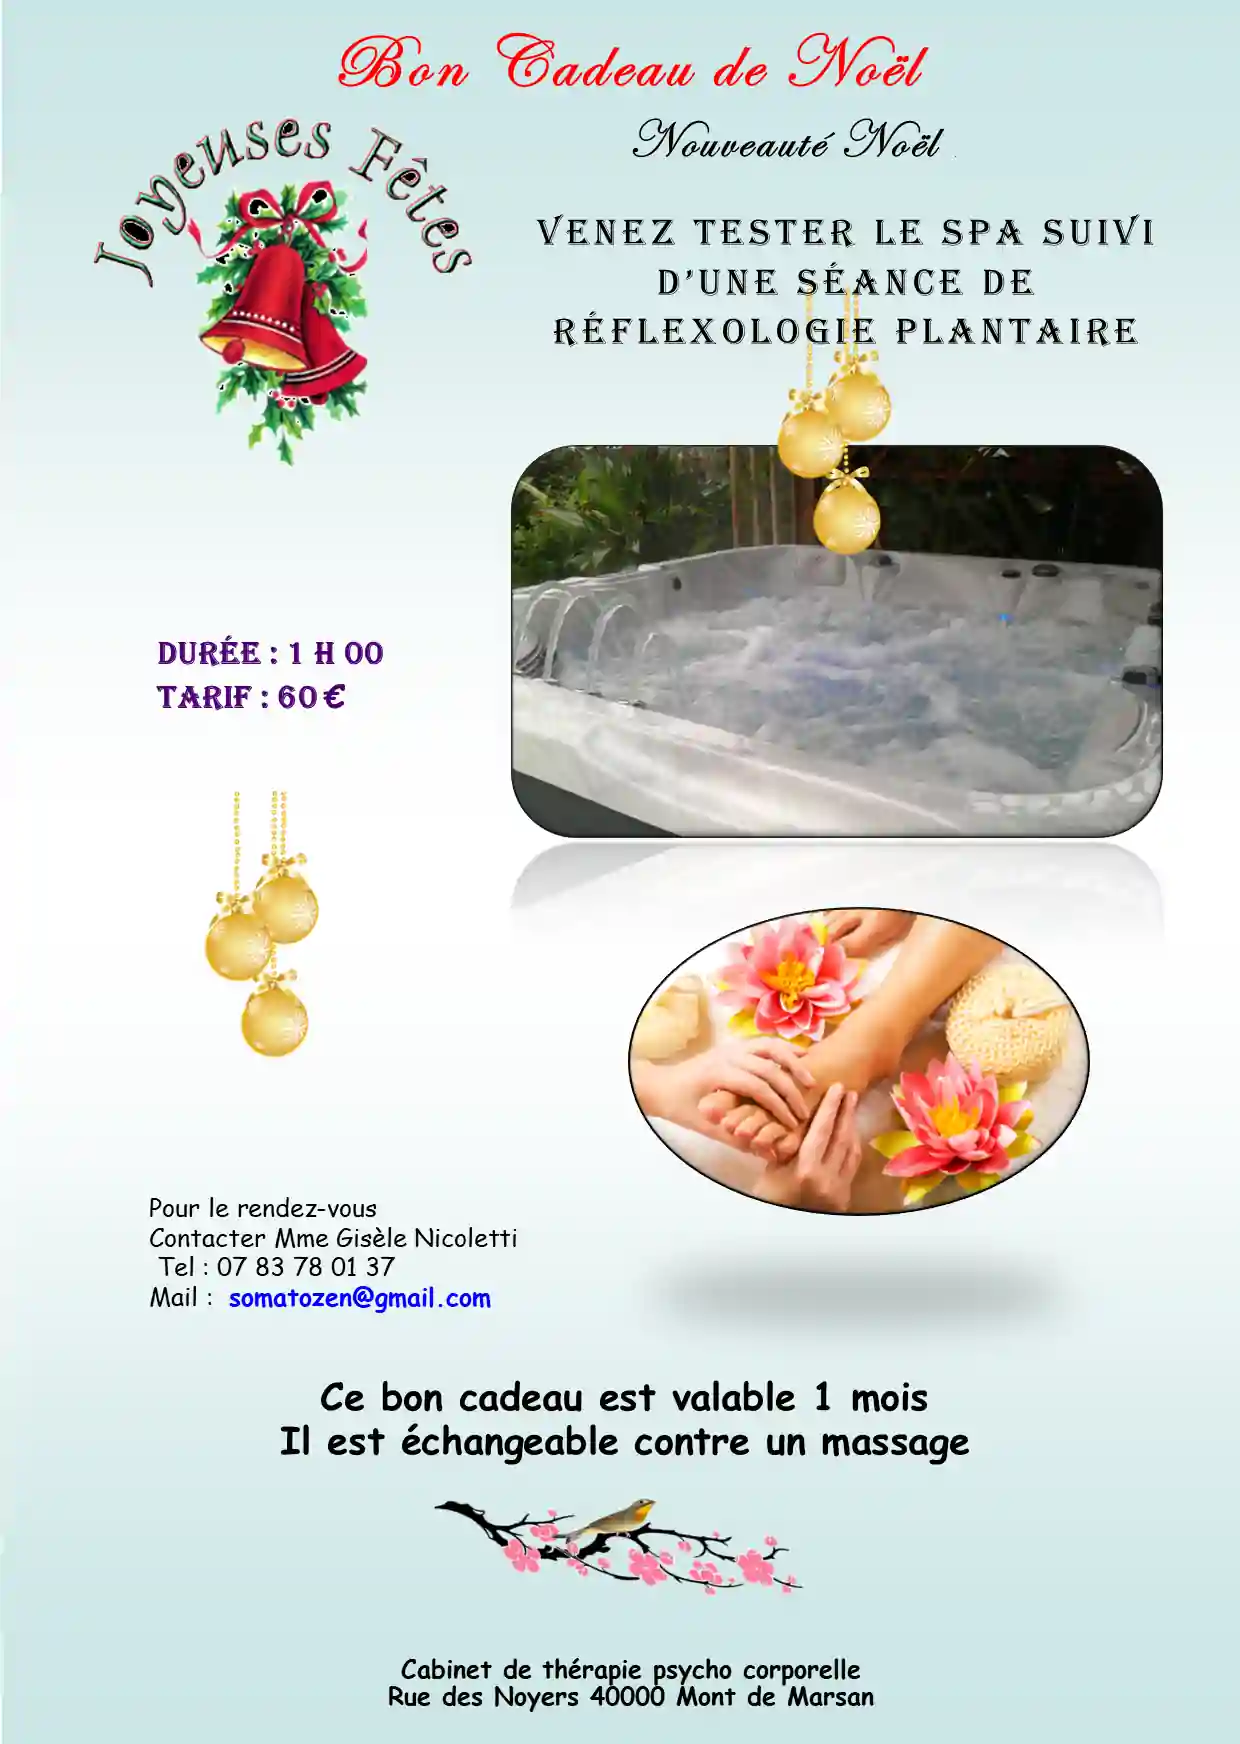 Bon Cadeau de Noël
Joyeuses Fêtes
Nouveauté Noël
VENEZ TESTER LE SPA SUIVI
D’UNE SÉANCE DE
RÉFLEXOLOGIE PLANTAIRE
DURÉE : 1 H 00
TARIF : 60 €
Pour le rendez-vous
Contacter Mme Gisèle Nicoletti
Tel : 07 83 78 01 37
Mail : somatozen@gmail.com
Ce bon cadeau est valable 1 mois
Il est échangeable contre un massage
Cabinet de thérapie psycho corporelle
Rue des Noyers 40000 Mont de Marsan